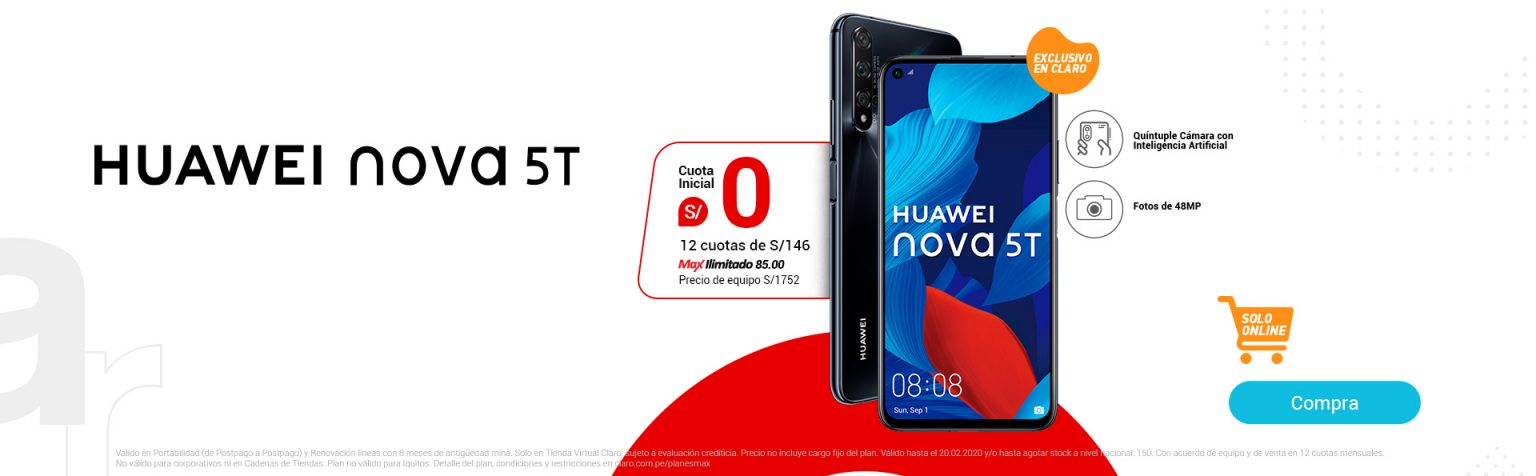 HUAWEI nova 5T
Cuota
Inicial
S/ 0
12 cuotas de S/146
Max Ilimitado 85.00
Precio de equipo S/1752
HUAWEI
HUAWEI
nova 5T
08:08
Sun, Sep 1
EXCLUSIVO
EN CLARO
Quíntuple Cámara con
Inteligencia Artificial
Fotos de 48MP
SOLO
ONLINE
Compra
Válido en Portabilidad (de Postpago a Postpago) y Renovación líneas con 8 meses de antigüedad mina. Solo en Tienda Virtual Claro, sujeto a evaluación crediticia. Precio no incluye cargo fijo del plan. Válido hasta el 20.02.2020 y/o hasta agotar stock a nivel nacional: 150. Con acuerdo de equipo y de venta en 12 cuotas mensuales.
No válido para corporativos ni en Cadenas de Tiendas. Plan no válido para Iquitos. Detalle del plan, condiciones y restricciones en claro.com.pe/planesmax